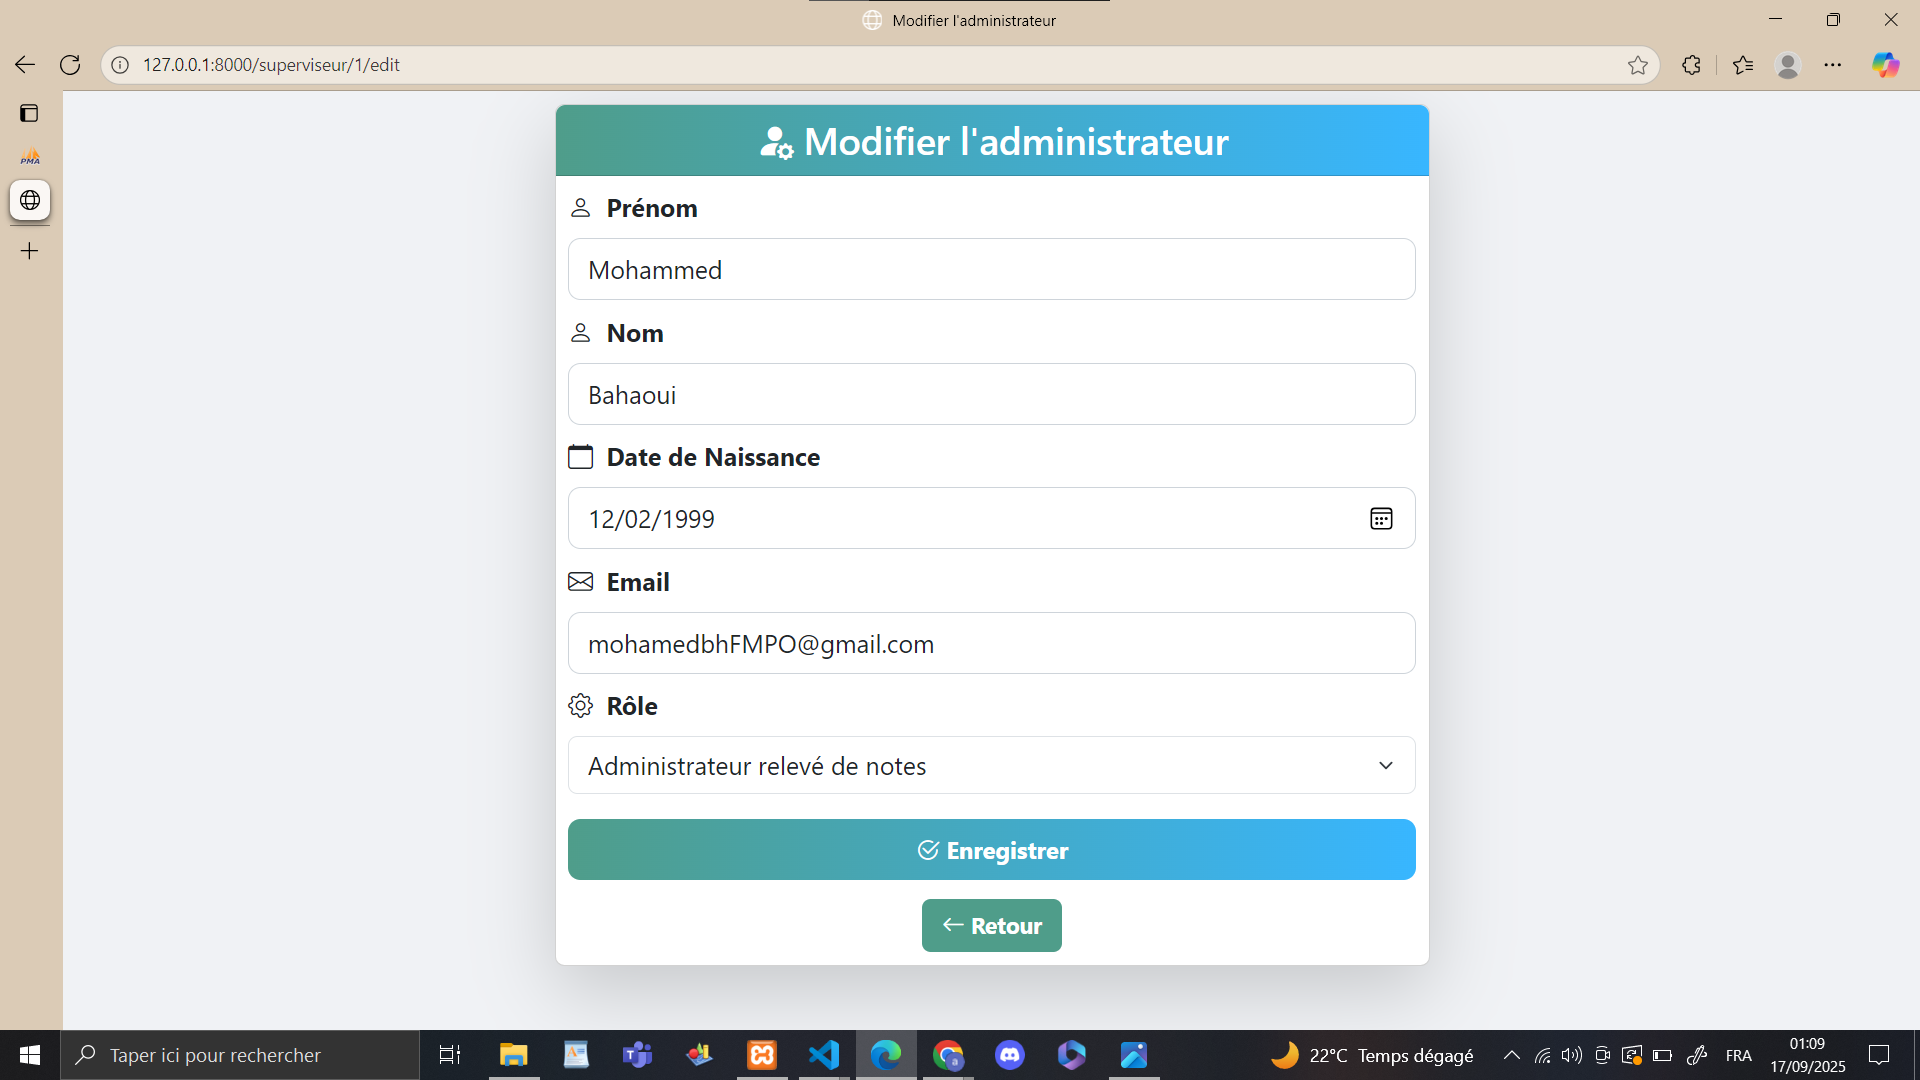 Modifier l'administrateur
127.0.0.1:8000/superviseur/1/edit
PMA
Modifier l'administrateur
Prénom
Mohammed
Nom
Bahaoui
Date de Naissance
12/02/1999
Email
mohamedbhFMPO@gmail.com
Rôle
Administrateur relevé de notes
Enregistrer
Retour
Taper ici pour rechercher
22°C Temps dégagé
FRA
01:09
17/09/2025